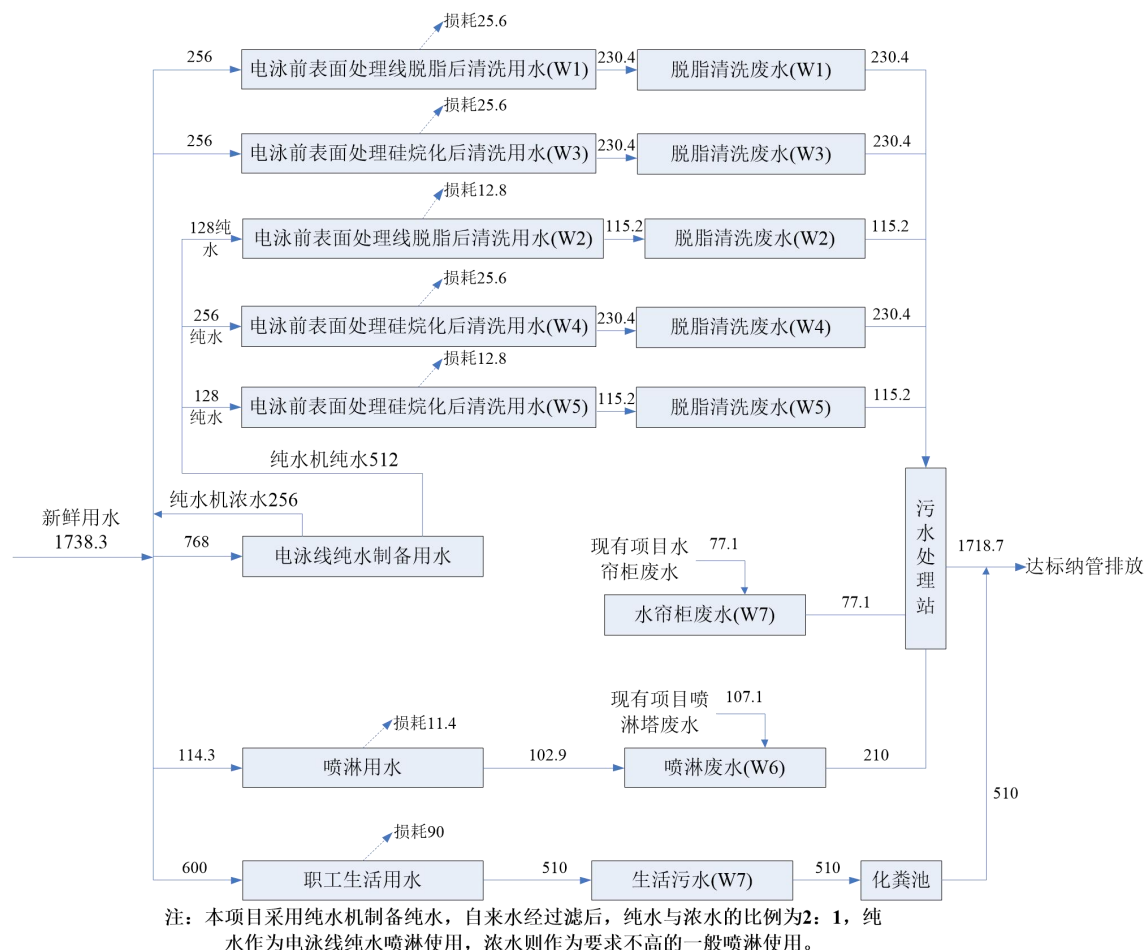 损耗25.6
256
电泳前表面处理线脱脂后清洗用水(W1)
230.4
脱脂清洗废水(W1)
230.4
损耗25.6
256
电泳前表面处理硅烷化后清洗用水(W3)
230.4
脱脂清洗废水(W3)
230.4
损耗12.8
128纯
水
电泳前表面处理线脱脂后清洗用水(W2)
115.2
脱脂清洗废水(W2)
115.2
损耗25.6
256
纯水
电泳前表面处理硅烷化后清洗用水(W4)
230.4
脱脂清洗废水(W4)
230.4
损耗12.8
128
纯水
电泳前表面处理硅烷化后清洗用水(W5)
115.2
脱脂清洗废水(W5)
115.2
纯水机纯水512
纯水机浓水256
新鲜用水
1738.3
768
电泳线纯水制备用水
现有项目水
帘柜废水
77.1
水帘柜废水(W7)
77.1
污水处理站
1718.7
达标纳管排放
损耗11.4
114.3
喷淋用水
102.9
现有项目喷
淋塔废水
107.1
喷淋废水(W6)
210
510
损耗90
600
职工生活用水
510
生活污水(W7)
510
化粪池
注：本项目采用纯水机制备纯水，自来水经过滤后，纯水与浓水的比例为2：1，纯
水作为电泳线纯水喷淋使用，浓水则作为要求不高的一般喷淋使用。